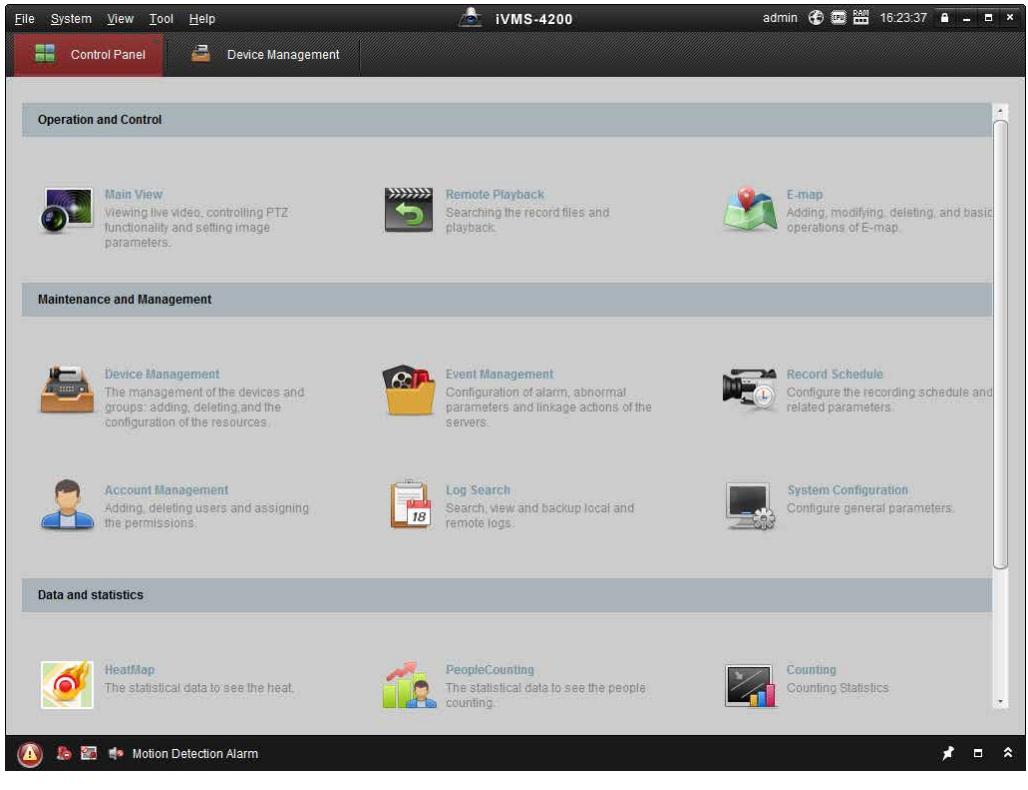 File System View Tool Help iVMS-4200 admin CPU RAM 16:23:37
Control Panel Device Management
Operation and Control
Main View
Viewing live video, controlling PTZ
functionality and setting image
parameters.
Remote Playback
Searching the record files and
playback.
E-map
Adding, modifying, deleting, and basic
operations of E-map.
Maintenance and Management
Device Management
The management of the devices and
groups: adding, deleting,and the
configuration of the resources.
Event Management
Configuration of alarm, abnormal
parameters and linkage actions of the
servers.
Record Schedule
Configure the recording schedule and
related parameters.
Account Management
Adding, deleting users and assigning
the permissions.
18
Log Search
Search, view and backup local and
remote logs.
System Configuration
Configure general parameters.
Data and statistics
HeatMap
The statistical data to see the heat.
PeopleCounting
The statistical data to see the people
counting.
Counting
Counting Statistics
Motion Detection Alarm